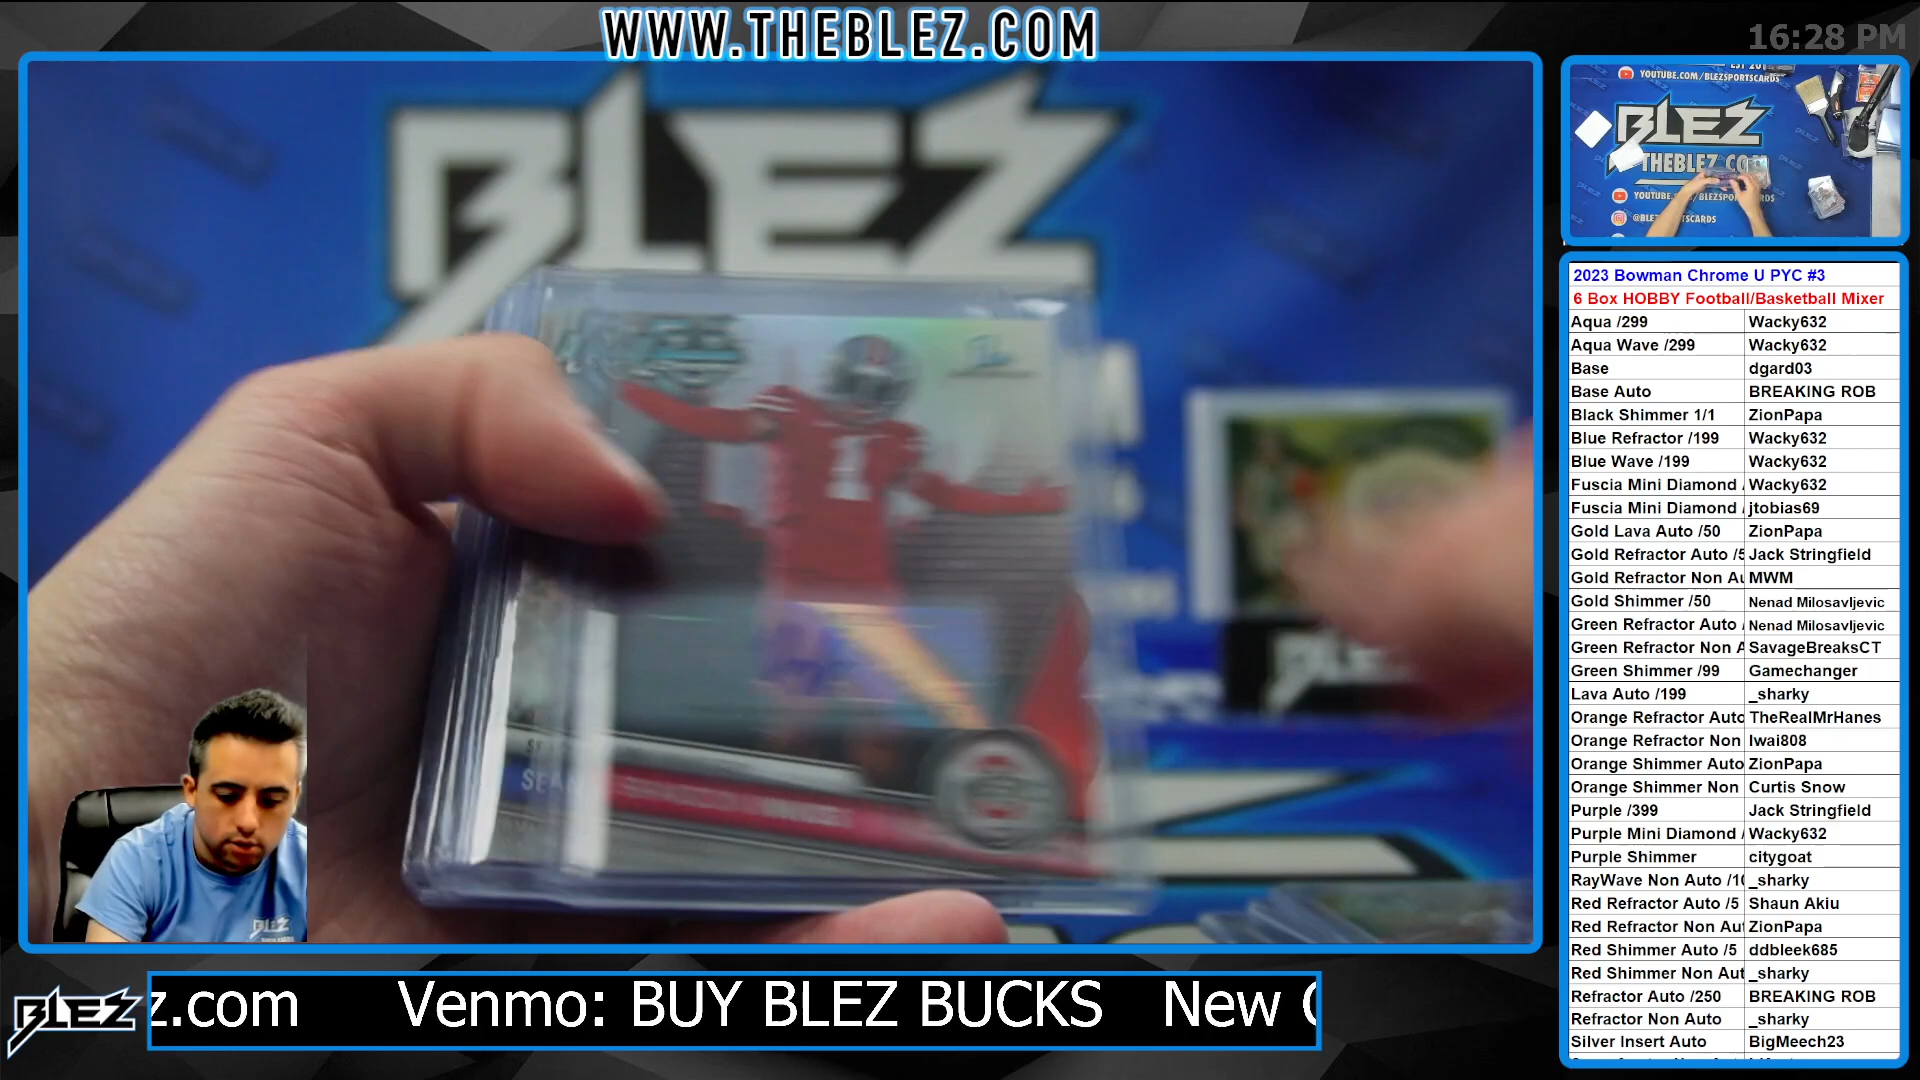 WWW.THEBLEZ.COM
16:28 PM
BLEZ
1st
1
YOUTUBE.COM/BLEZSPORTSCARDS
BLEZ
THEBLEZ.COM
2023 Bowman Chrome U PYC #3
6 Box HOBBY Football/Basketball Mixer
Aqua /299 Wacky632
Aqua Wave /299 Wacky632
Base dgard03
Base Auto BREAKING ROB
Black Shimmer 1/1 ZionPapa
Blue Refractor /199 Wacky632
Blue Wave /199 Wacky632
Fuscia Mini Diamond / Wacky632
Fuscia Mini Diamond / jtobias69
Gold Lava Auto /50 ZionPapa
Gold Refractor Auto /5 Jack Stringfield
Gold Refractor Non Au MWM
Gold Shimmer /50 Nenad Milosavljevic
Green Refractor Auto / Nenad Milosavljevic
Green Refractor Non A SavageBreaksCT
Green Shimmer /99 Gamechanger
Lava Auto /199 _sharky
Orange Refractor Auto TheRealMrHanes
Orange Refractor Non Iwai808
Orange Shimmer Auto ZionPapa
Orange Shimmer Non Curtis Snow
Purple /399 Jack Stringfield
Purple Mini Diamond / Wacky632
Purple Shimmer citygoat
RayWave Non Auto /10 _sharky
Red Refractor Auto /5 Shaun Akiu
Red Refractor Non Aut ZionPapa
Red Shimmer Auto /5 ddbleek685
Red Shimmer Non Aut _sharky
Refractor Auto /250 BREAKING ROB
Refractor Non Auto _sharky
Silver Insert Auto BigMeech23
BLEZ
BLEZ
z.com Venmo: BUY BLEZ BUCKS New